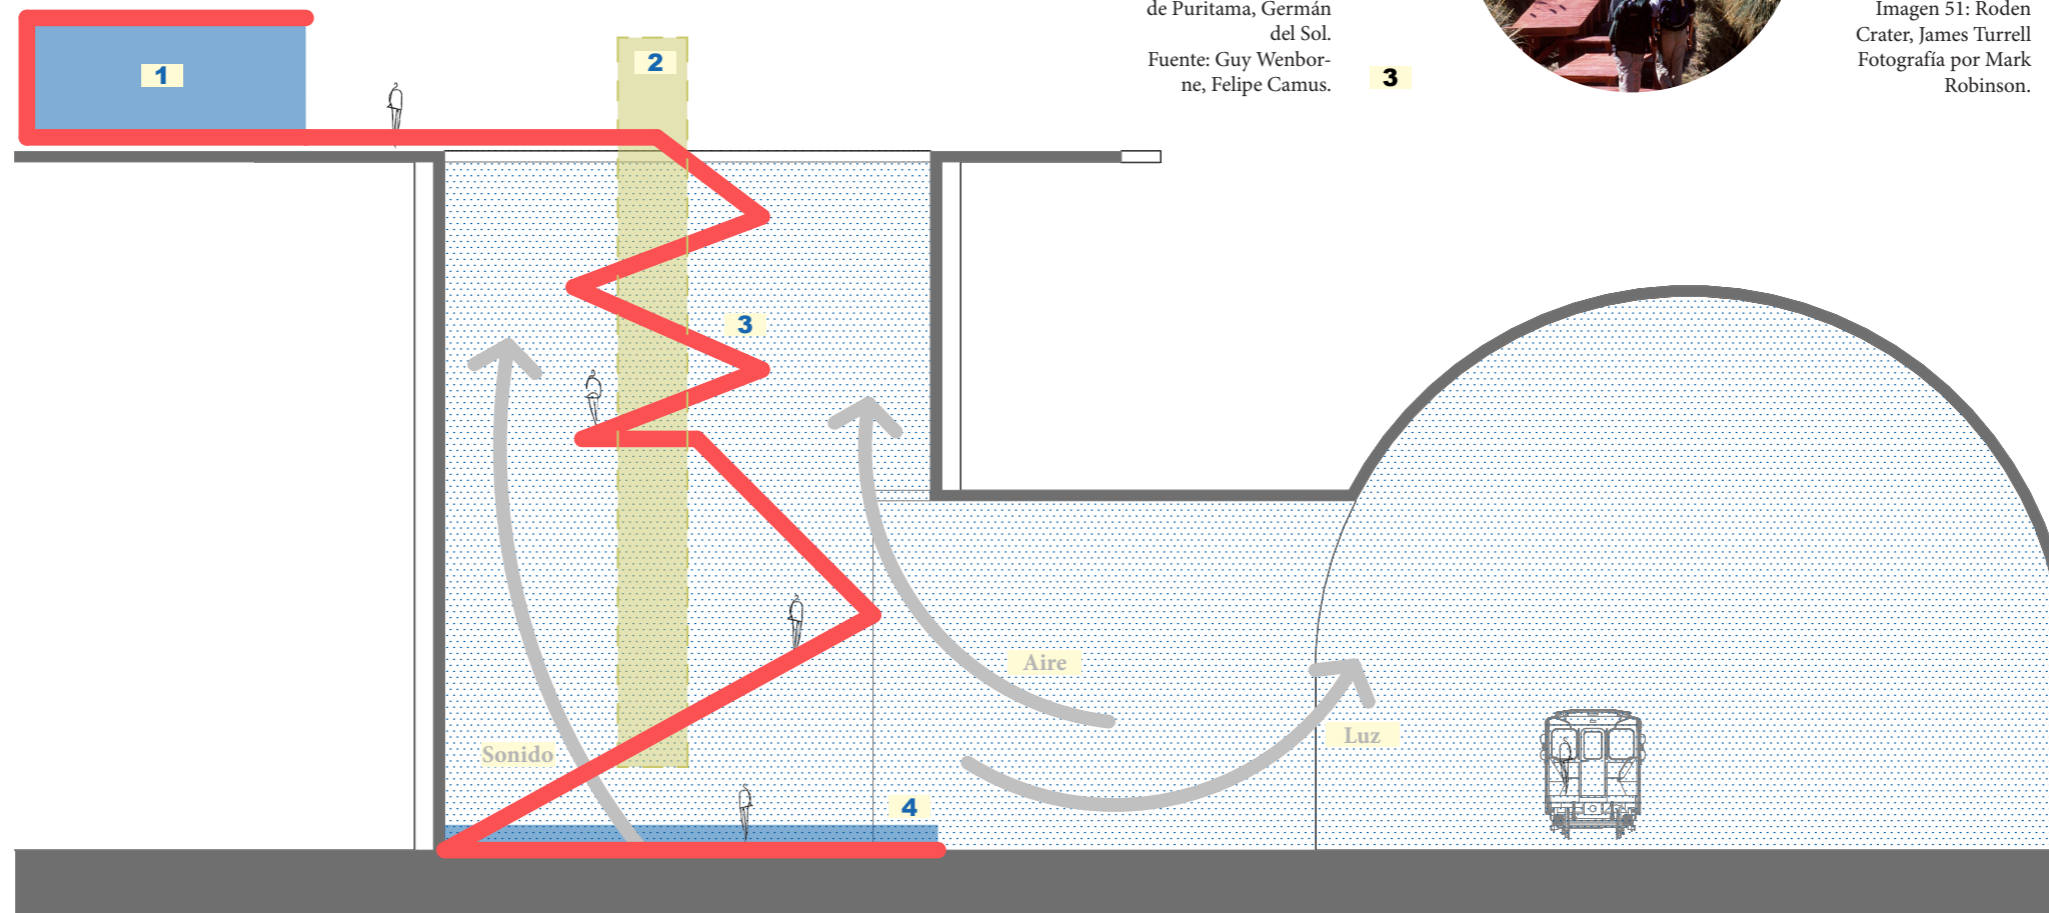 de Puritama, Germán
del Sol.
Fuente: Guy Wenbor-
ne, Felipe Camus.
3
Imagen 51: Roden
Crater, James Turrell
Fotografía por Mark
Robinson.
1
2
3
Aire
Luz
Sonido
4